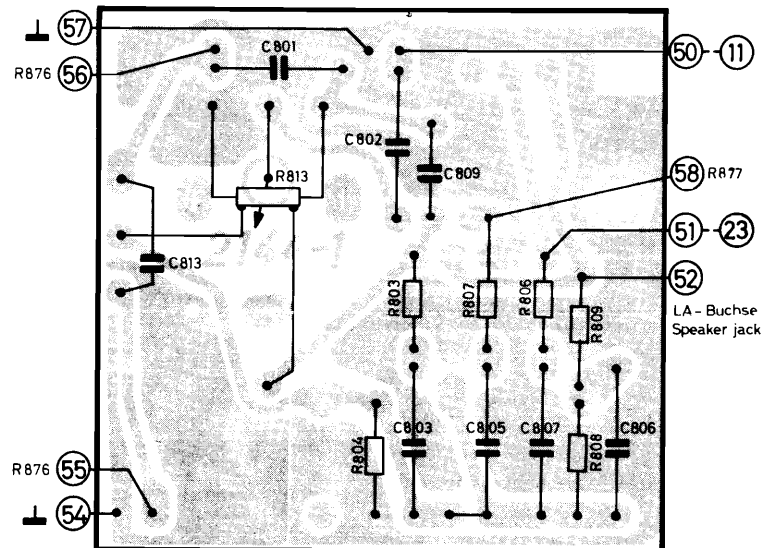 57
C801
50 - 11
R876 56
C802
R813
C809
58 R877
51 - 23
C813
52
R803
R807
R806
R809
LA-Buchse
Speaker jack
R804
C803
C805
C807
R808
C806
R876 55
54